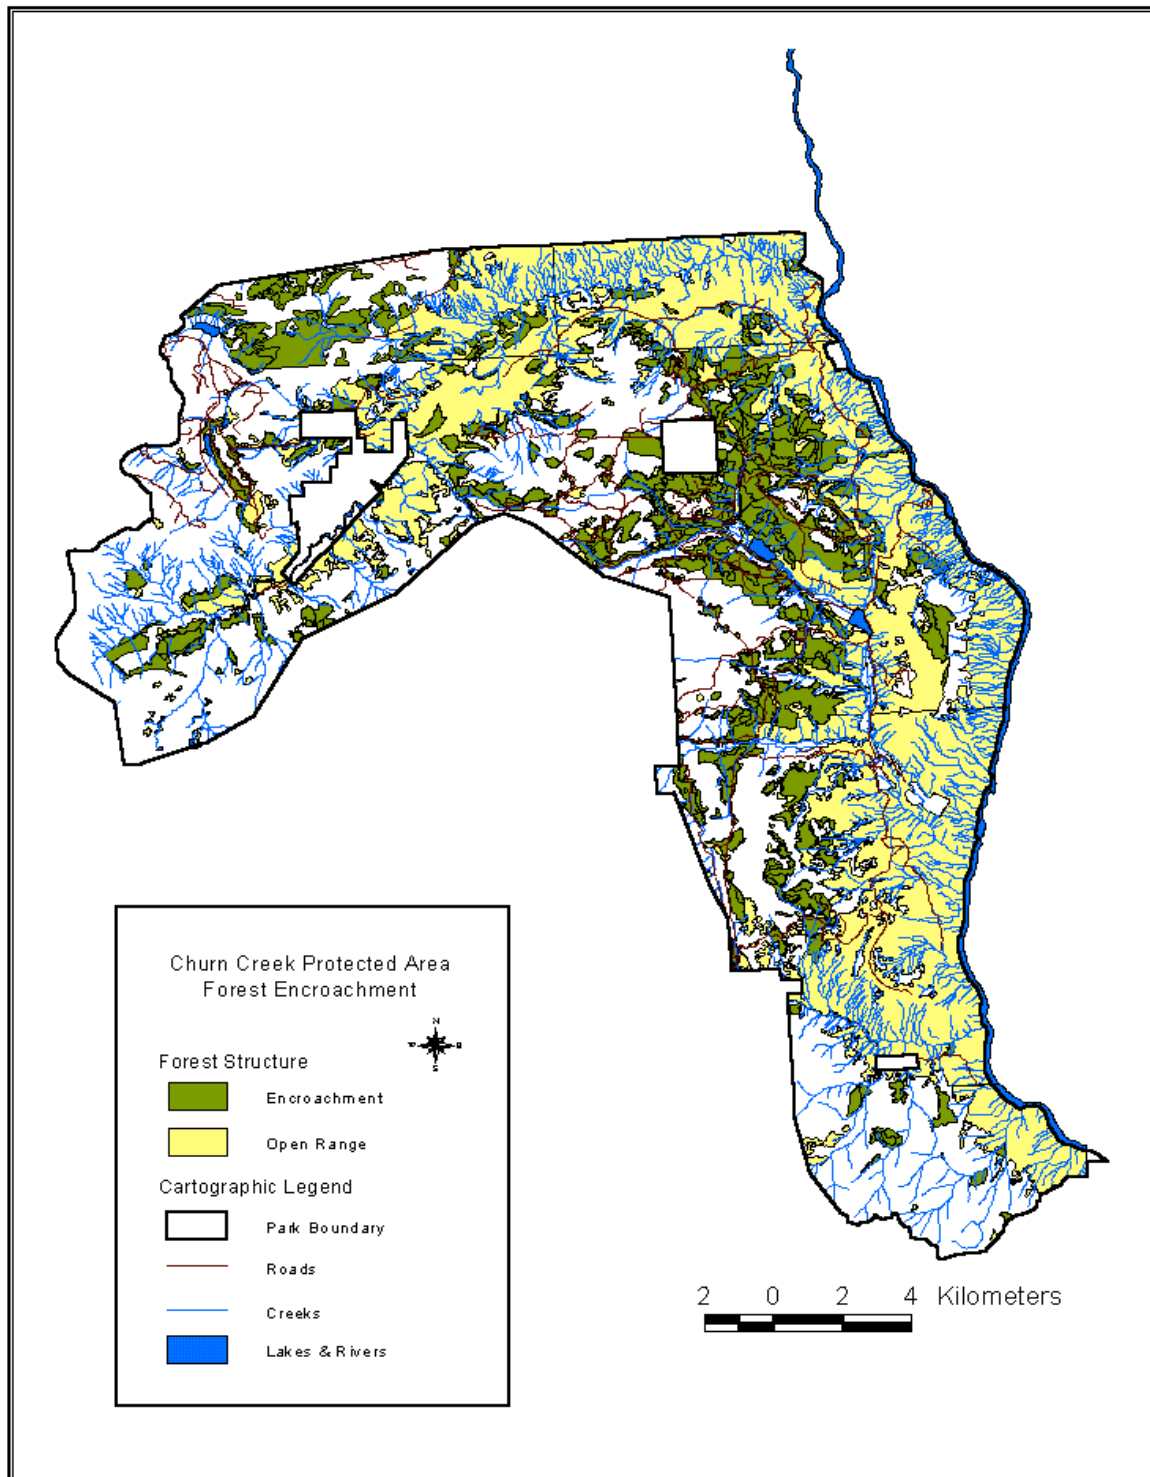 Churn Creek Protected Area
Forest Encroachment
N
E
S
Forest Structure
Encroachment
Open Range
Cartographic Legend
Park Boundary
Roads
Creeks
Lakes & Rivers
2 0 2 4 Kilometers